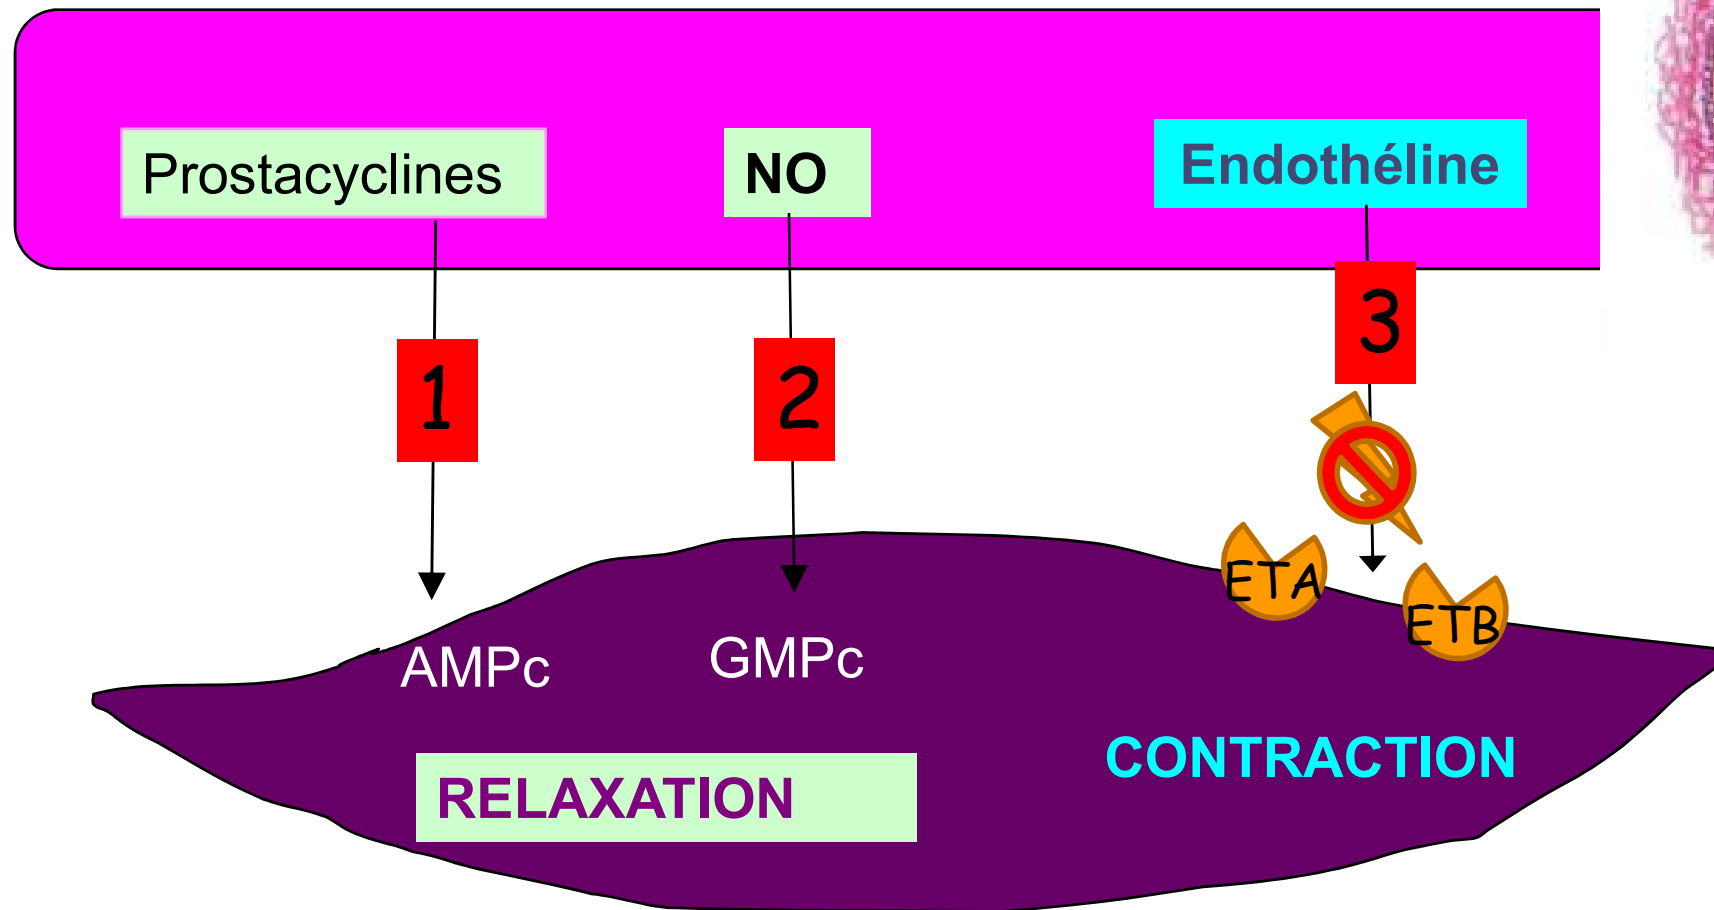 Prostacyclines
NO
Endothéline
1
2
3
ETA
ETB
AMPc
GMPc
CONTRACTION
RELAXATION